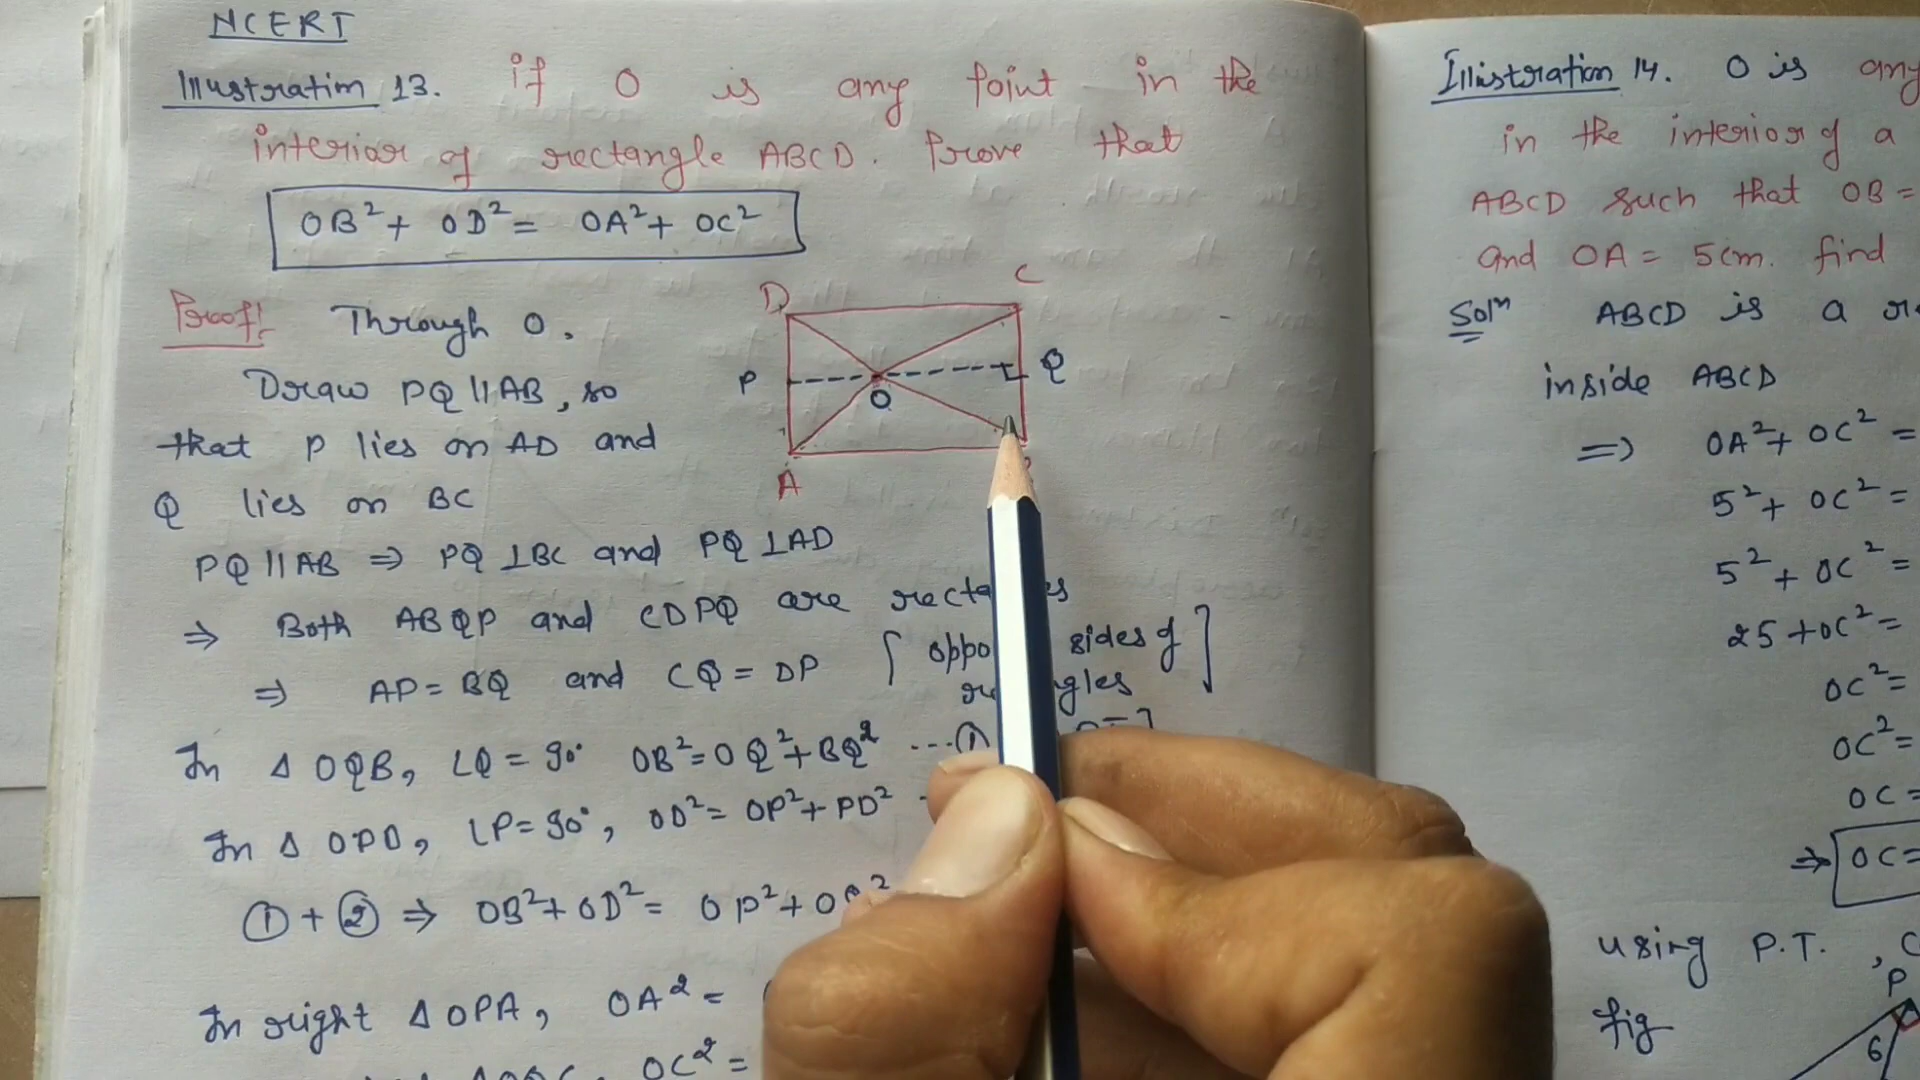 NCERT
Illustration 13. if O is any Point in the
interior of rectangle ABCD. Prove that
OB²+ OD²= OA²+ OC²
Proof! Through O.
Draw PQ || AB, so
that P lies on AD and
Q lies on BC
PQ || AB ⇒ PQ ⊥BC and PQ ⊥AD
⇒ Both ABQP and CDPQ are
⇒ AP = BQ and CQ = DP [ sides of ]
In Δ OQB, ∠Q = 90° OB²=OQ²+BQ² ---①
In Δ OPD, ∠P=90°, OD²= OP²+PD²
①+② ⇒ OB²+OD²= OP²+
In right Δ OPA, OA²=
OC²=
D
C
P
Q
O
A
Illistration 14. O is any
in the interior of a
ABCD such that OB=
and OA= 5cm. find
Solⁿ ABCD is a
inside ABCD
⇒ OA²+ OC²=
5²+ OC²=
5²+ OC²=
25+OC²=
OC²=
OC²=
OC=
⇒ OC=
using P.T.,
fig
P
6